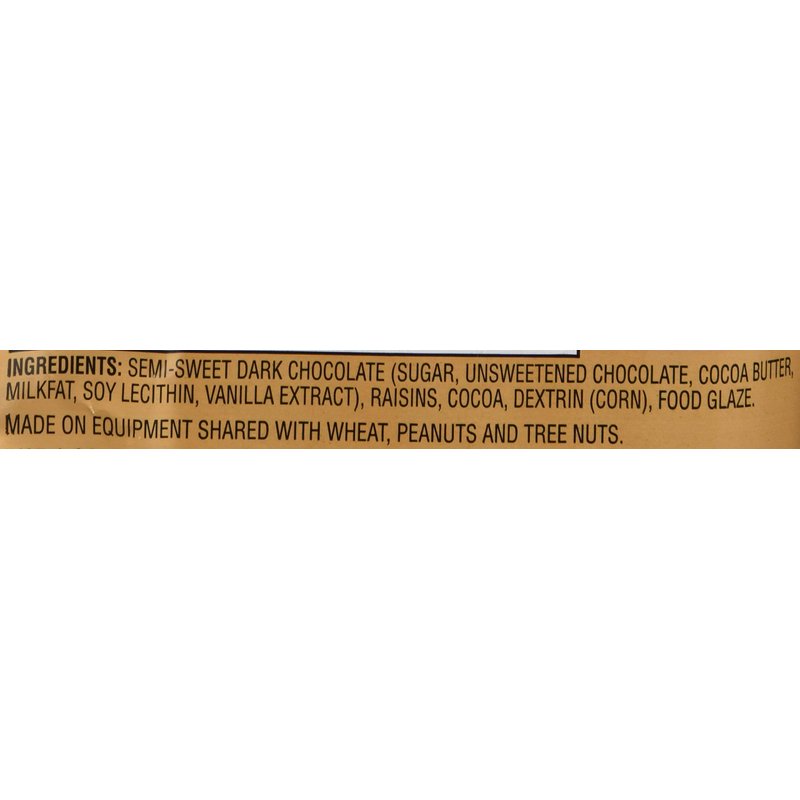 INGREDIENTS: SEMI-SWEET DARK CHOCOLATE (SUGAR, UNSWEETENED CHOCOLATE, COCOA BUTTER,
MILKFAT, SOY LECITHIN, VANILLA EXTRACT), RAISINS, COCOA, DEXTRIN (CORN), FOOD GLAZE.
MADE ON EQUIPMENT SHARED WITH WHEAT, PEANUTS AND TREE NUTS.